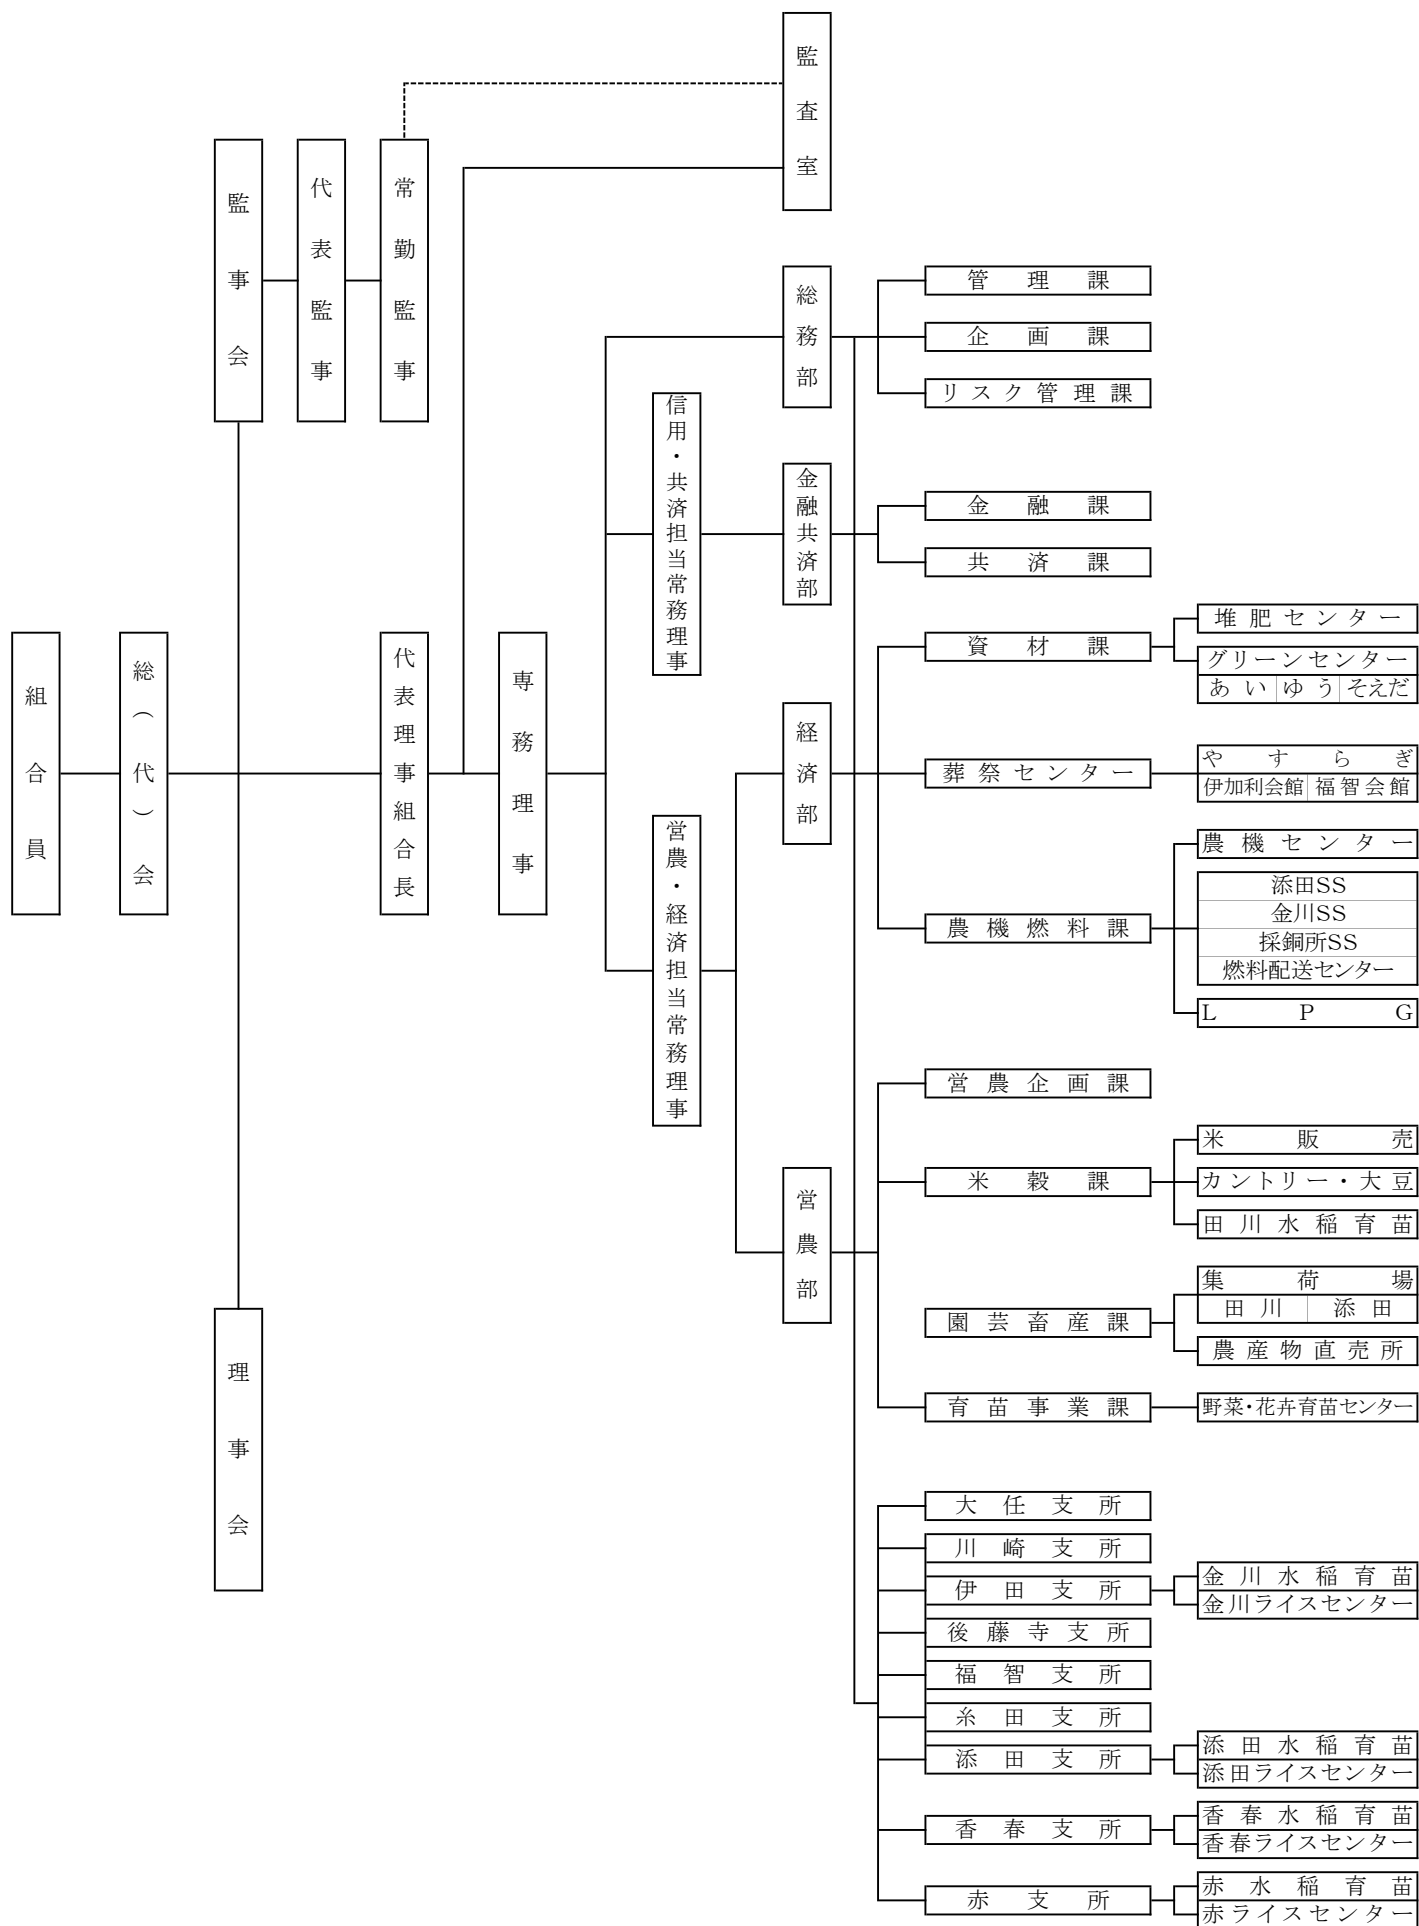 組合員
総(代)会
監事会
代表監事
常勤監事
理事会
代表理事組合長
専務理事
監査室
信用・共済担当常務理事
営農・経済担当常務理事
総務部
管理課
企画課
リスク管理課
金融共済部
金融課
共済課
経済部
資材課
堆肥センター
グリーンセンター
あい ゆう そえだ
葬祭センター
やすらぎ
伊加利会館 福智会館
農機燃料課
農機センター
添田SS
金川SS
採銅所SS
燃料配送センター
LPG
営農部
営農企画課
米穀課
米販売
カントリー・大豆
田川水稲育苗
園芸畜産課
集荷場
田川 添田
農産物直売所
育苗事業課
野菜・花卉育苗センター
大任支所
川崎支所
伊田支所
金川水稲育苗
金川ライスセンター
後藤寺支所
福智支所
糸田支所
添田支所
添田水稲育苗
添田ライスセンター
香春支所
香春水稲育苗
香春ライスセンター
赤支所
赤水稲育苗
赤ライスセンター